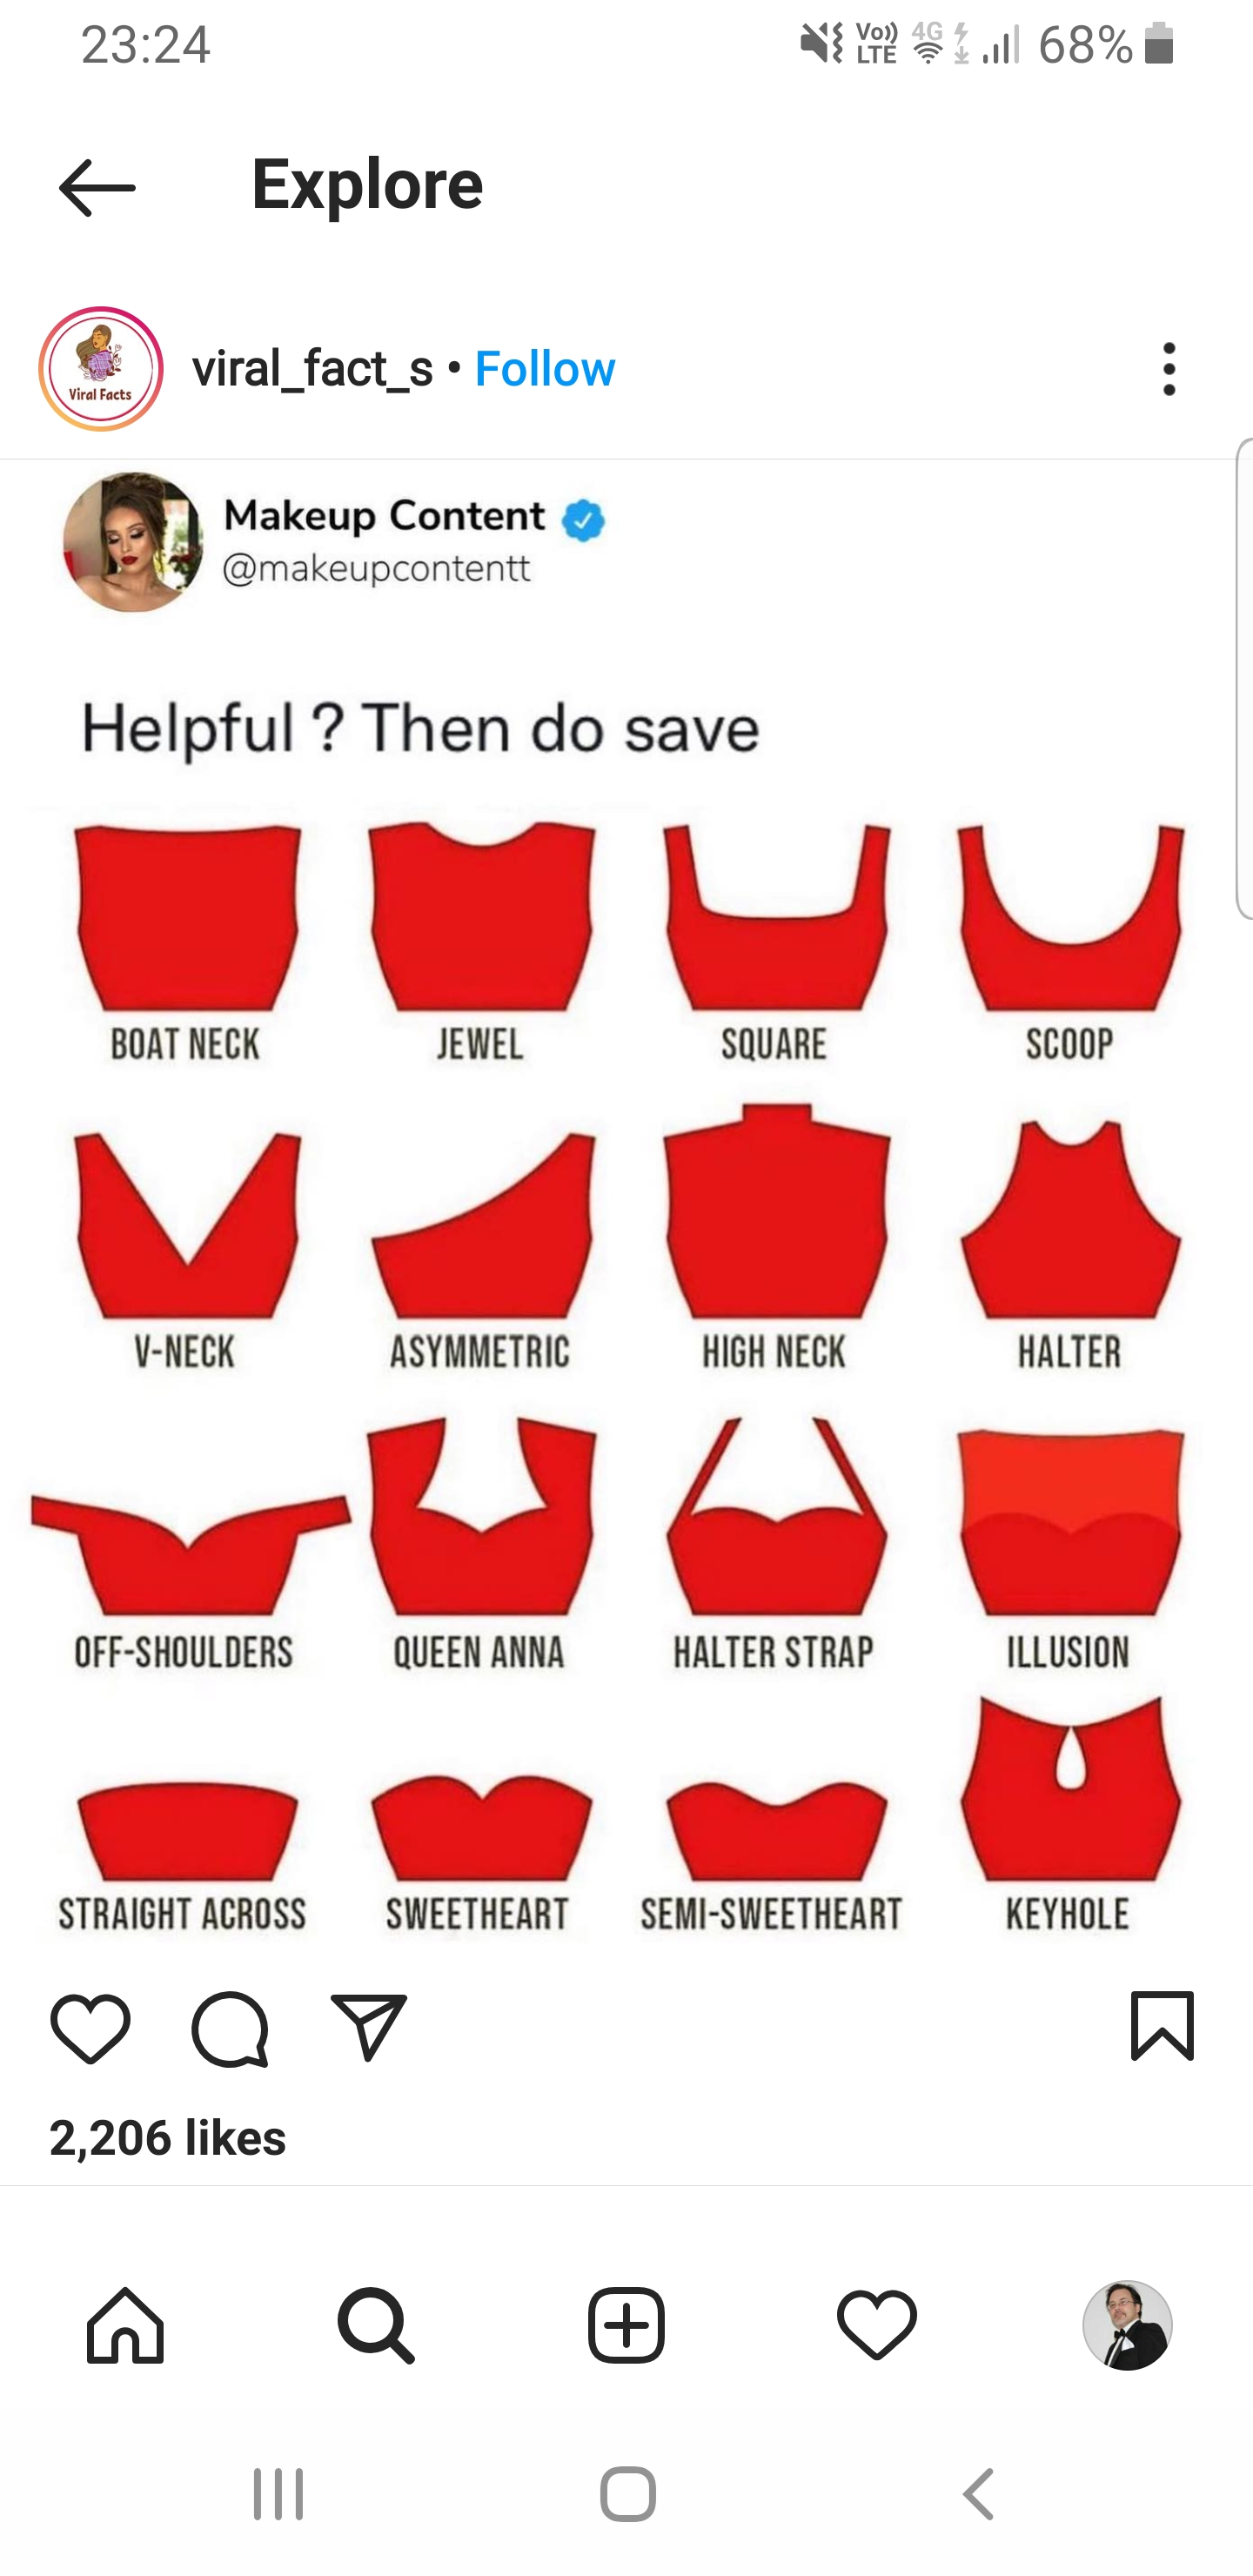 23:24
Vo)) LTE 4G 68%
Explore
Viral Facts
viral_fact_s • Follow
Makeup Content
@makeupcontentt
Helpful ? Then do save
BOAT NECK JEWEL SQUARE SCOOP
V-NECK ASYMMETRIC HIGH NECK HALTER
OFF-SHOULDERS QUEEN ANNA HALTER STRAP ILLUSION
STRAIGHT ACROSS SWEETHEART SEMI-SWEETHEART KEYHOLE
2,206 likes